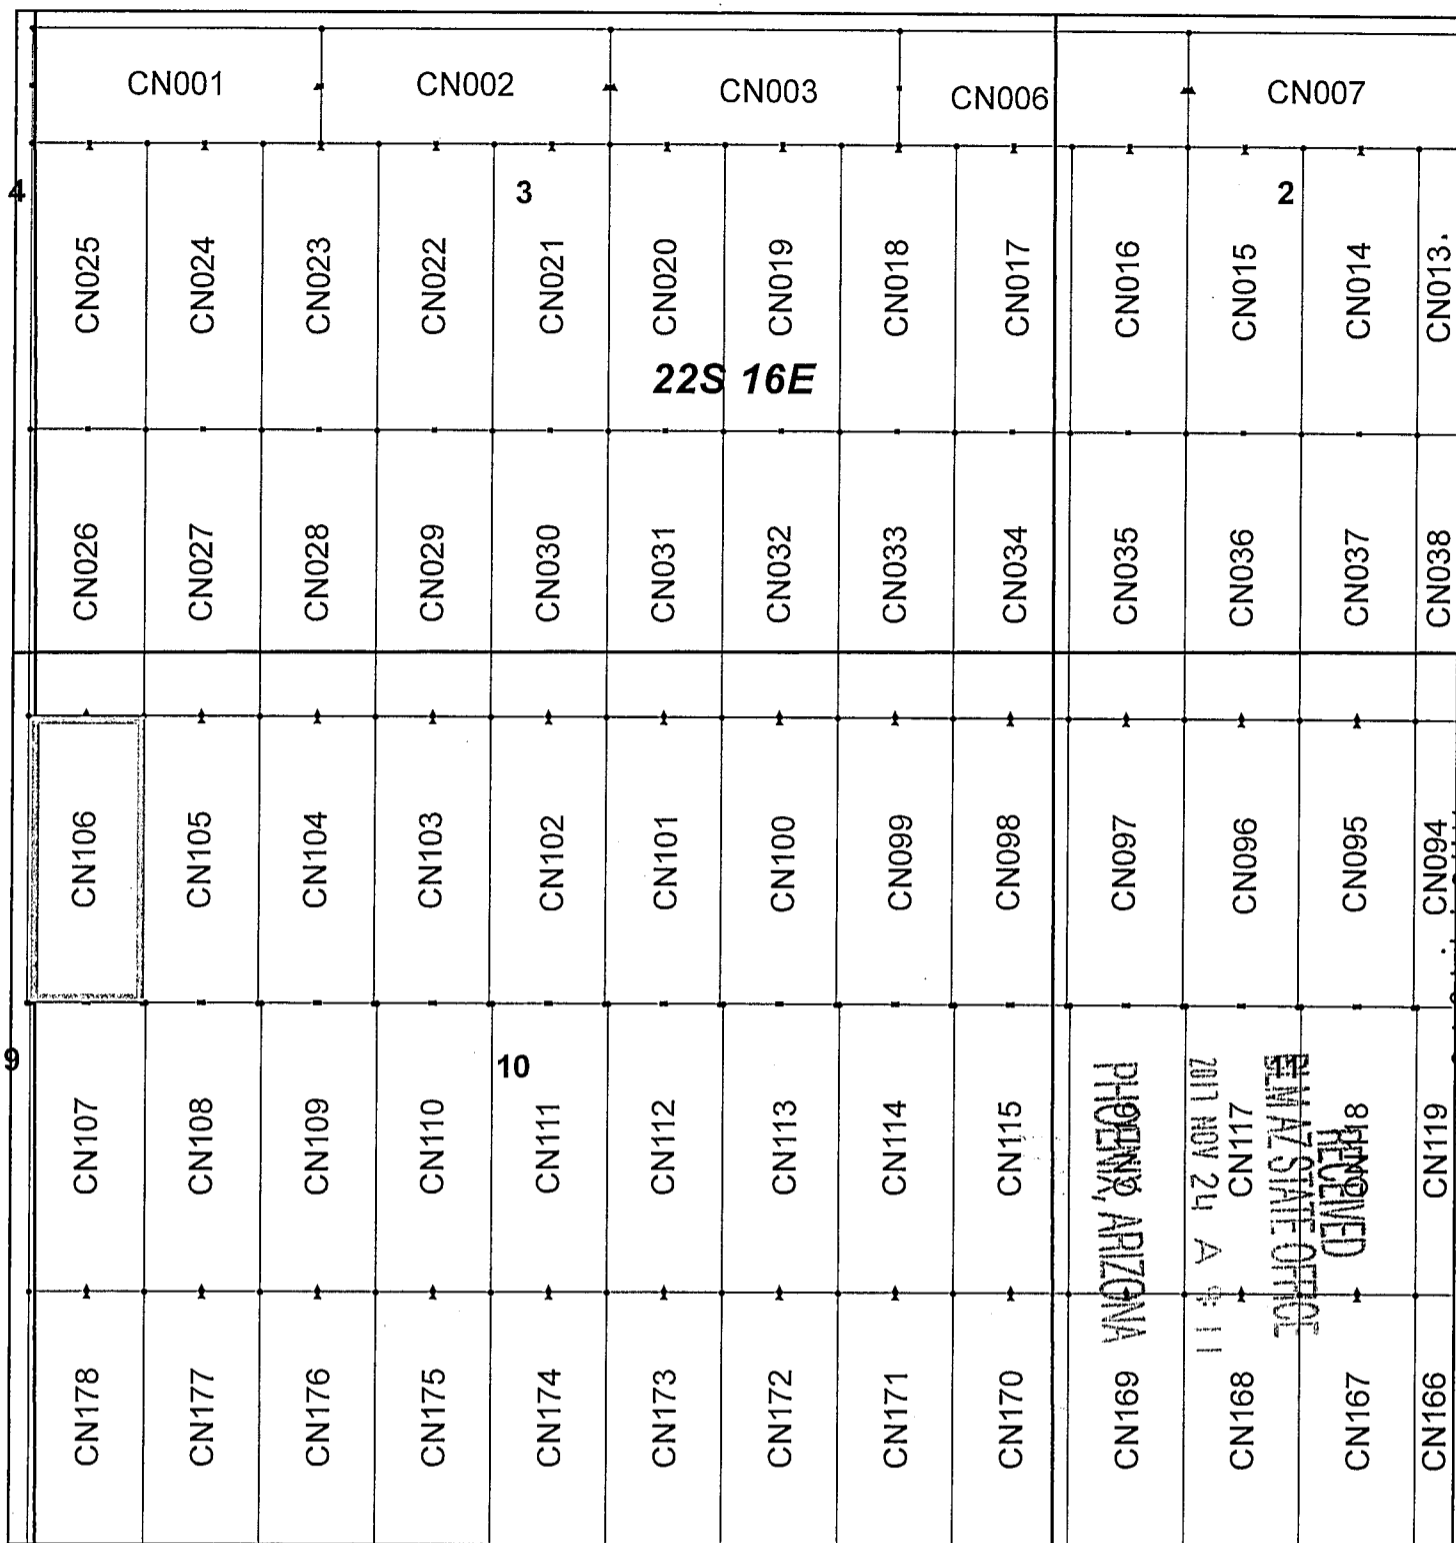 CN001 CN002 CN003 CN006 CN007
4 3 2
CN025 CN024 CN023 CN022 CN021 CN020 CN019 CN018 CN017 CN016 CN015 CN014 CN013
22S 16E
CN026 CN027 CN028 CN029 CN030 CN031 CN032 CN033 CN034 CN035 CN036 CN037 CN038
CN106 CN105 CN104 CN103 CN102 CN101 CN100 CN099 CN098 CN097 CN096 CN095 CN094
9 10 11
CN107 CN108 CN109 CN110 CN111 CN112 CN113 CN114 CN115 CN117 CN119
RECEIVED
BLM AZ STATE OFFICE
NOV 24 A
PHOENIX, ARIZONA
CN178 CN177 CN176 CN175 CN174 CN173 CN172 CN171 CN170 CN169 CN168 CN167 CN166